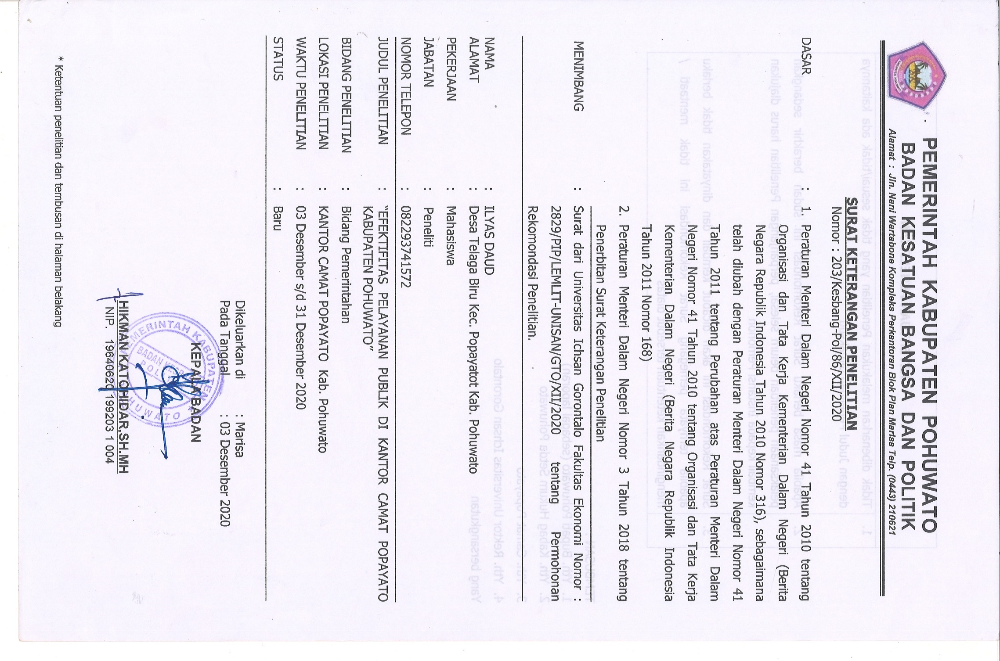 PEMERINTAH KABUPATEN POHUWATO
BADAN KESATUAN BANGSA DAN POLITIK
Alamat : Jln. Nani Wartabone Kompleks Perkantoran Blok Plan Marisa Telp. (0443) 210621
SURAT KETERANGAN PENELITIAN
Nomor : 203/Kesbang-Pol/86/XII/2020
DASAR : 1. Peraturan Menteri Dalam Negeri Nomor 41 Tahun 2010 tentang
Organisasi dan Tata Kerja Kementerian Dalam Negeri (Berita
Negara Republik Indonesia Tahun 2010 Nomor 316), sebagaimana
telah diubah dengan Peraturan Menteri Dalam Negeri Nomor 41
Tahun 2011 tentang Perubahan atas Peraturan Menteri Dalam
Negeri Nomor 41 Tahun 2010 tentang Organisasi dan Tata Kerja
Kementerian Dalam Negeri (Berita Negara Republik Indonesia
Tahun 2011 Nomor 168)
2. Peraturan Menteri Dalam Negeri Nomor 3 Tahun 2018 tentang
Penerbitan Surat Keterangan Penelitian
MENIMBANG : Surat dari Universitas Ichsan Gorontalo Fakultas Ekonomi Nomor :
2829/PIP/LEMLIT-UNISAN/GTO/XII/2020 tentang Permohonan
Rekomondasi Penelitian.
NAMA : ILYAS DAUD
ALAMAT : Desa Telaga Biru Kec. Popayatot Kab. Pohuwato
PEKERJAAN : Mahasiswa
JABATAN : Peneliti
NOMOR TELEPON : 082293741572
JUDUL PENELITIAN : “EFEKTIFITAS PELAYANAN PUBLIK DI KANTOR CAMAT POPAYATO
KABUPATEN POHUWATO”
BIDANG PENELITIAN : Bidang Pemerintahan
LOKASI PENELITIAN : KANTOR CAMAT POPAYATO Kab. Pohuwato
WAKTU PENELITIAN : 03 Desember s/d 31 Desember 2020
STATUS : Baru
Dikeluarkan di : Marisa
Pada Tanggal : 03 Desember 2020
KEPALA BADAN
PEMERINTAH KABUPATEN
BADAN
POHUWATO
HIKMAN KATOHIDAR,SH.MH
NIP. 19640620 199203 1 004
* Ketentuan penelitian dan tembusan di halaman belakang